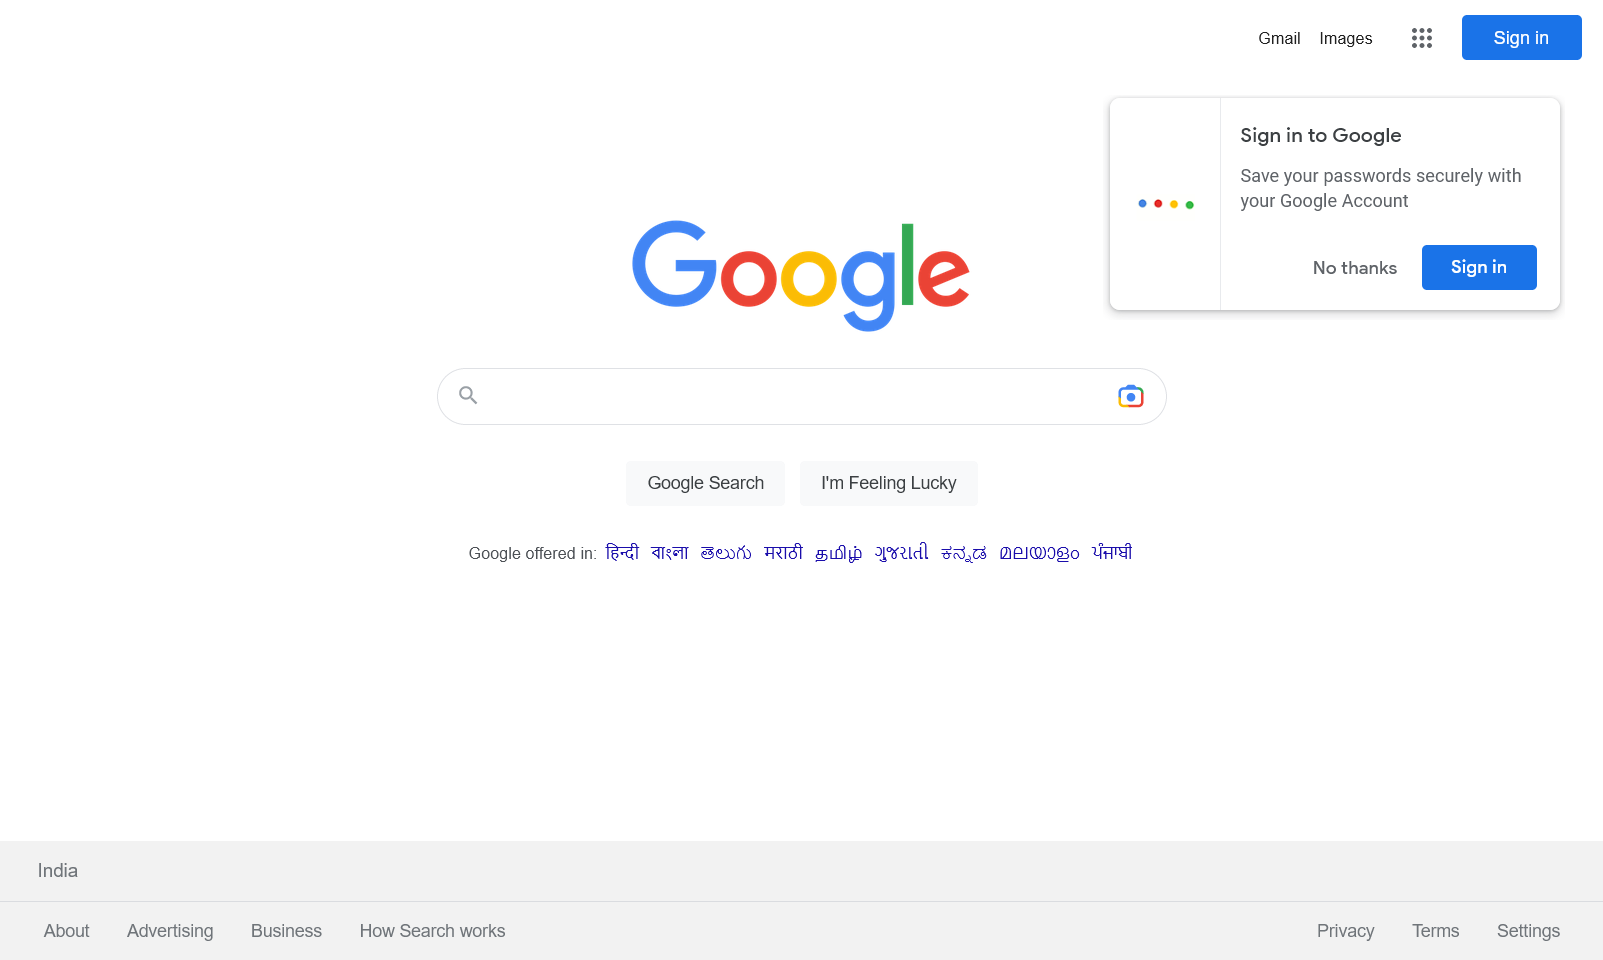 Gmail Images Sign in
Sign in to Google
Save your passwords securely with
your Google Account
No thanks Sign in
Google
Google Search I'm Feeling Lucky
Google offered in: हिन्दी বাংলা తెలుగు मराठी தமிழ் ગુજરાતી ಕನ್ನಡ മലയാളം ਪੰਜਾਬੀ
India
About Advertising Business How Search works Privacy Terms Settings